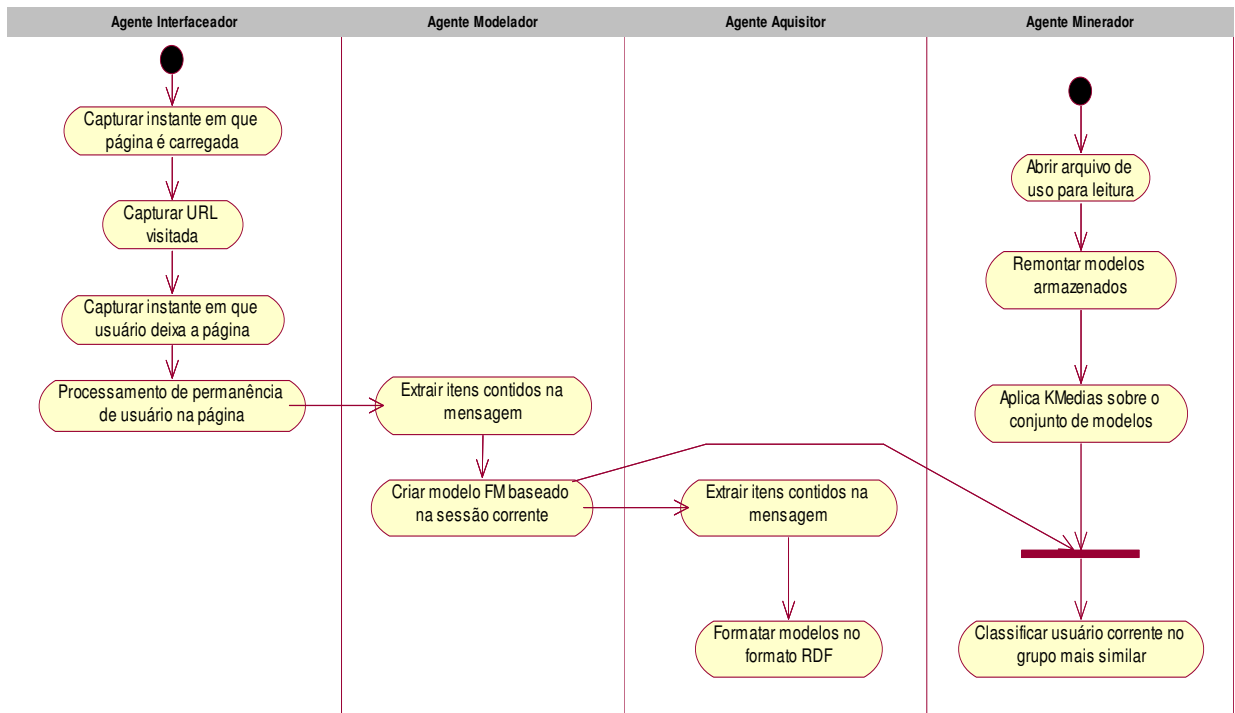 Agente Interfaceador
Agente Modelador
Agente Aquisitor
Agente Minerador
Capturar instante em que
página é carregada
Capturar URL
visitada
Capturar instante em que
usuário deixa a página
Processamento de permanência
de usuário na página
Extrair itens contidos na
mensagem
Criar modelo FM baseado
na sessão corrente
Extrair itens contidos na
mensagem
Formatar modelos no
formato RDF
Abrir arquivo de
uso para leitura
Remontar modelos
armazenados
Aplica KMedias sobre o
conjunto de modelos
Classificar usuário corrente no
grupo mais similar